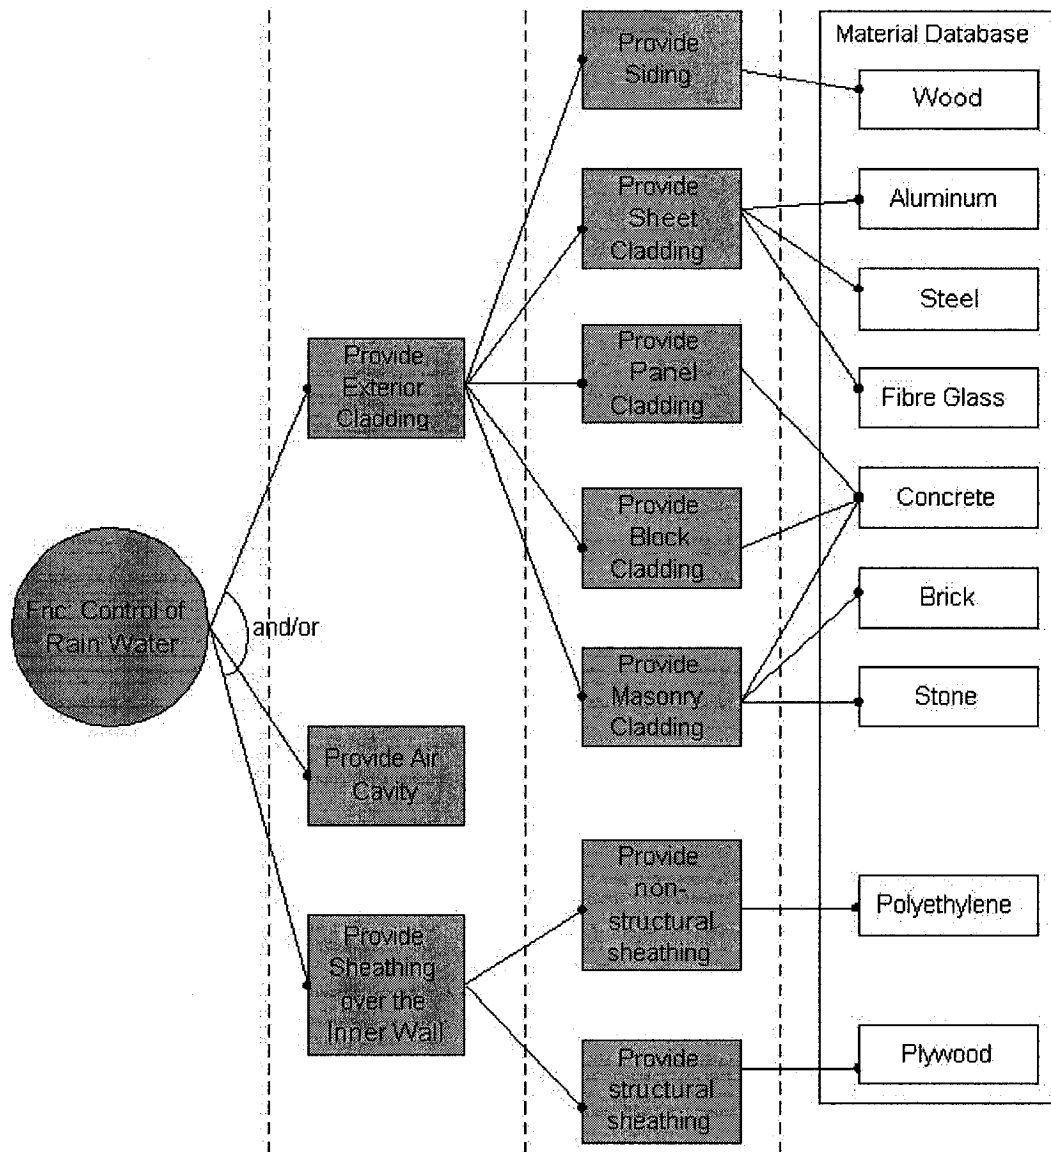 Provide
Siding
Material Database
Wood
Provide
Sheet
Cladding
Aluminum
Steel
Provide
Exterior
Cladding
Provide
Panel
Cladding
Fibre Glass
Provide
Block
Cladding
Concrete
Fnc: Control of
Rain Water
and/or
Brick
Provide
Masonry
Cladding
Stone
Provide Air
Cavity
Provide
non-
structural
sheathing
Polyethylene
Provide
Sheathing
over the
Inner Wall
Provide
structural
sheathing
Plywood